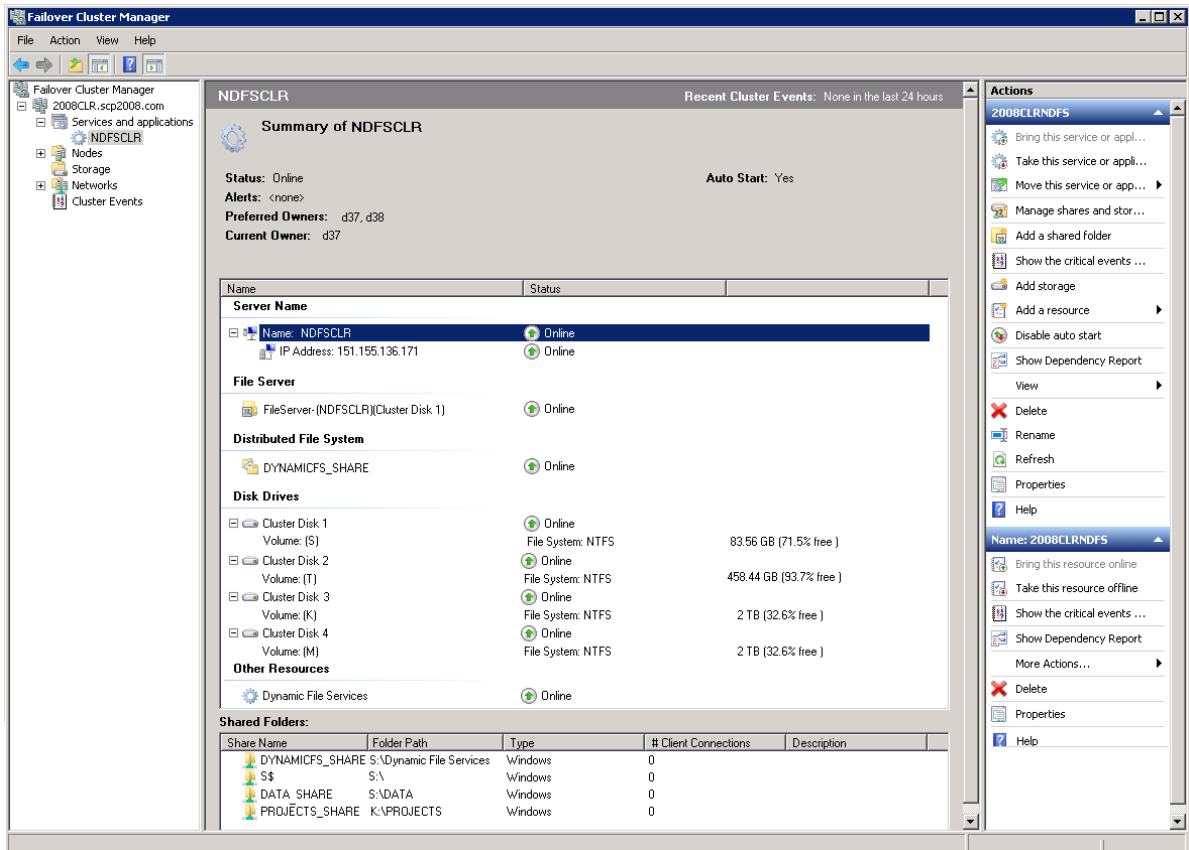 Failover Cluster Manager
File Action View Help
Failover Cluster Manager
2008CLR.scp2008.com
Services and applications
NDFSCLR
Nodes
Storage
Networks
Cluster Events
NDFSCLR Recent Cluster Events: None in the last 24 hours
Summary of NDFSCLR
Status: Online Auto Start: Yes
Alerts: <none>
Preferred Owners: d37, d38
Current Owner: d37
Name Status
Server Name
Name: NDFSCLR Online
IP Address: 151.155.136.171 Online
File Server
FileServer-(NDFSCLR)(Cluster Disk 1) Online
Distributed File System
DYNAMICFS_SHARE Online
Disk Drives
Cluster Disk 1 Online
Volume: (S) File System: NTFS 83.56 GB (71.5% free )
Cluster Disk 2 Online
Volume: (T) File System: NTFS 458.44 GB (93.7% free )
Cluster Disk 3 Online
Volume: (K) File System: NTFS 2 TB (32.6% free )
Cluster Disk 4 Online
Volume: (M) File System: NTFS 2 TB (32.6% free )
Other Resources
Dynamic File Services Online
Shared Folders:
Share Name Folder Path Type # Client Connections Description
DYNAMICFS_SHARE S:\Dynamic File Services Windows 0
S$ S:\ Windows 0
DATA_SHARE S:\DATA Windows 0
PROJECTS_SHARE K:\PROJECTS Windows 0
Actions
2008CLRNDFS
Bring this service or appl...
Take this service or appli...
Move this service or app...
Manage shares and stor...
Add a shared folder
Show the critical events ...
Add storage
Add a resource
Disable auto start
Show Dependency Report
View
Delete
Rename
Refresh
Properties
Help
Name: 2008CLRNDFS
Bring this resource online
Take this resource offline
Show the critical events ...
Show Dependency Report
More Actions...
Delete
Properties
Help